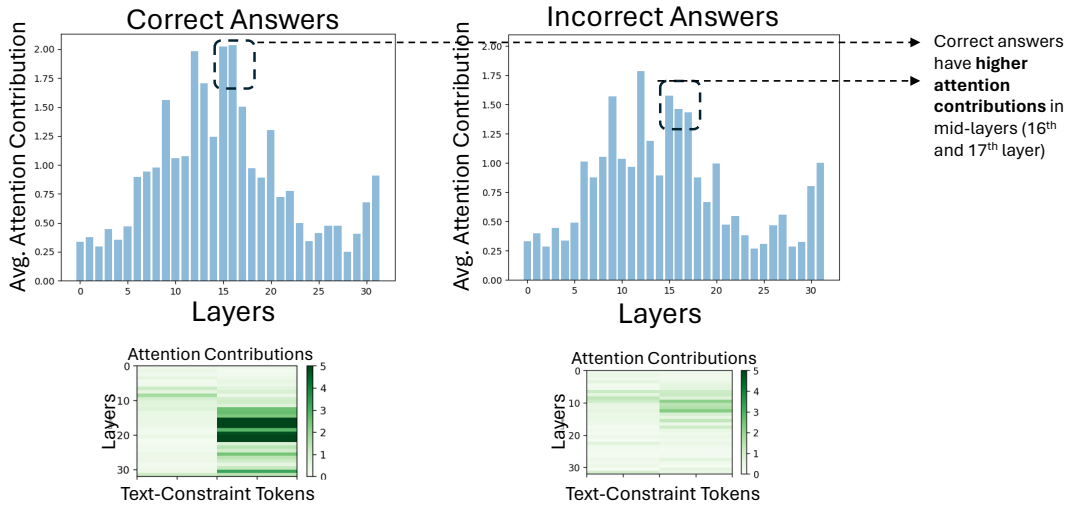 Correct Answers
Avg. Attention Contribution
2.00
1.75
1.50
1.25
1.00
0.75
0.50
0.25
0.00
0 5 10 15 20 25 30
Layers
Incorrect Answers
Avg. Attention Contribution
2.00
1.75
1.50
1.25
1.00
0.75
0.50
0.25
0.00
0 5 10 15 20 25 30
Layers
Correct answers
have higher
attention
contributions in
mid-layers (16th
and 17th layer)
Attention Contributions
Layers
0
10
20
30
5
4
3
2
1
0
Text-Constraint Tokens
Attention Contributions
Layers
0
10
20
30
5
4
3
2
1
0
Text-Constraint Tokens